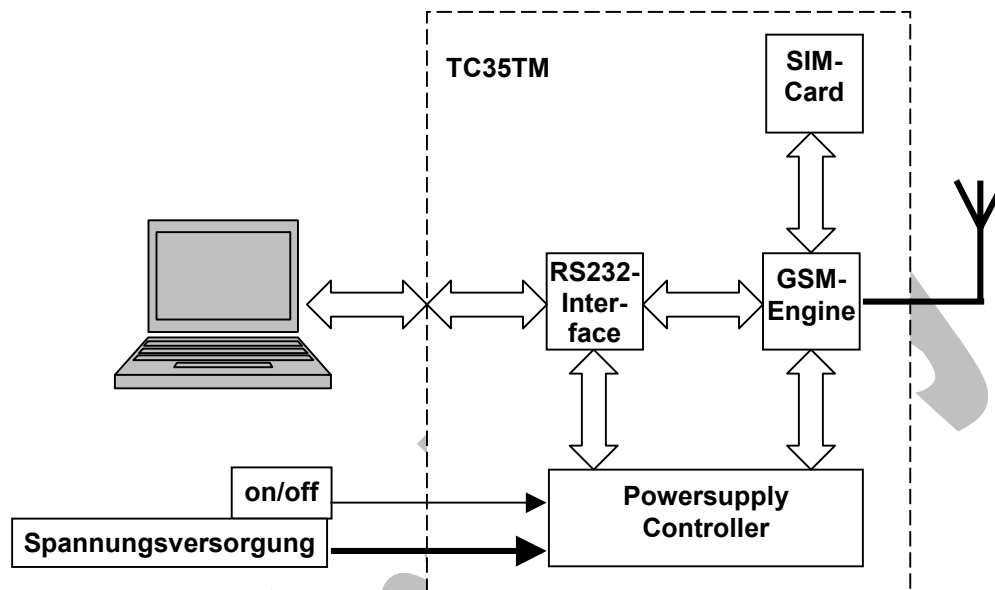 TC35TM
SIM-
Card
RS232-
Inter-
face
GSM-
Engine
on/off
Spannungsversorgung
Powersupply
Controller